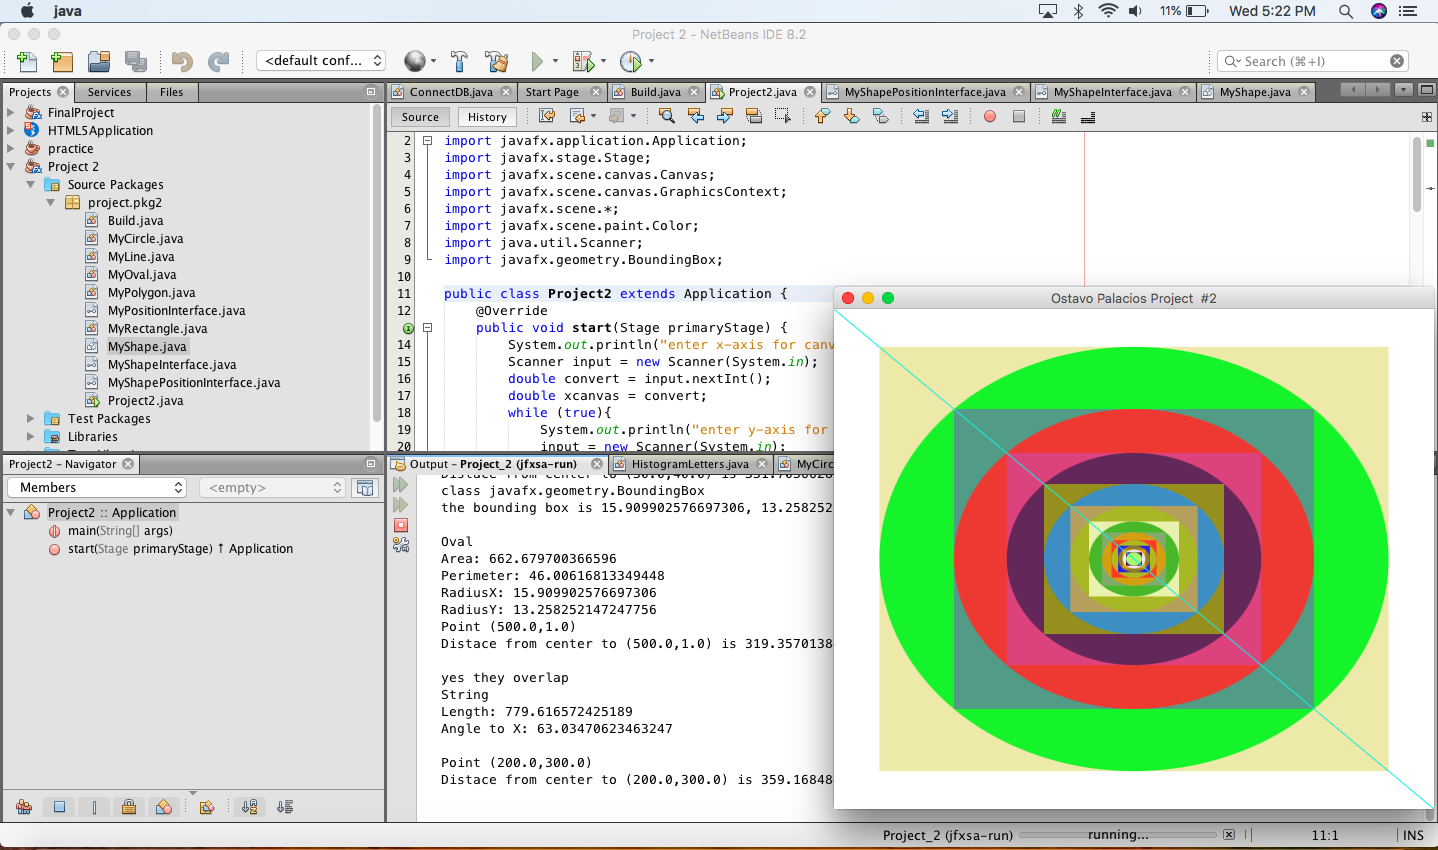 java
11%
Wed 5:22 PM
Project 2 - NetBeans IDE 8.2
<default conf...
Search (⌘+I)
Projects
Services
Files
ConnectDB.java
Start Page
Build.java
Project2.java
MyShapePositionInterface.java
MyShapeInterface.java
MyShape.java
Source
History
FinalProject
HTML5Application
practice
Project 2
Source Packages
project.pkg2
Build.java
MyCircle.java
MyLine.java
MyOval.java
MyPolygon.java
MyPositionInterface.java
MyRectangle.java
MyShape.java
MyShapeInterface.java
MyShapePositionInterface.java
Project2.java
Test Packages
Libraries
2 import javafx.application.Application;
3 import javafx.stage.Stage;
4 import javafx.scene.canvas.Canvas;
5 import javafx.scene.canvas.GraphicsContext;
6 import javafx.scene.*;
7 import javafx.scene.paint.Color;
8 import java.util.Scanner;
9 import javafx.geometry.BoundingBox;
10
11 public class Project2 extends Application {
12 @Override
public void start(Stage primaryStage) {
14 System.out.println("enter x-axis for canv
15 Scanner input = new Scanner(System.in);
16 double convert = input.nextInt();
17 double xcanvas = convert;
18 while (true){
19 System.out.println("enter y-axis for
20 input = new Scanner(System.in);
Ostavo Palacios Project #2
Project2 - Navigator
Members
<empty>
Project2 :: Application
main(String[] args)
start(Stage primaryStage) ↑ Application
Output - Project_2 (jfxsa-run)
HistogramLetters.java
MyCirc
class javafx.geometry.BoundingBox
the bounding box is 15.909902576697306, 13.258252
Oval
Area: 662.679700366596
Perimeter: 46.00616813349448
RadiusX: 15.909902576697306
RadiusY: 13.258252147247756
Point (500.0,1.0)
Distace from center to (500.0,1.0) is 319.3570138
yes they overlap
String
Length: 779.616572425189
Angle to X: 63.03470623463247
Point (200.0,300.0)
Distace from center to (200.0,300.0) is 359.16848
Project_2 (jfxsa-run)
running...
11:1
INS